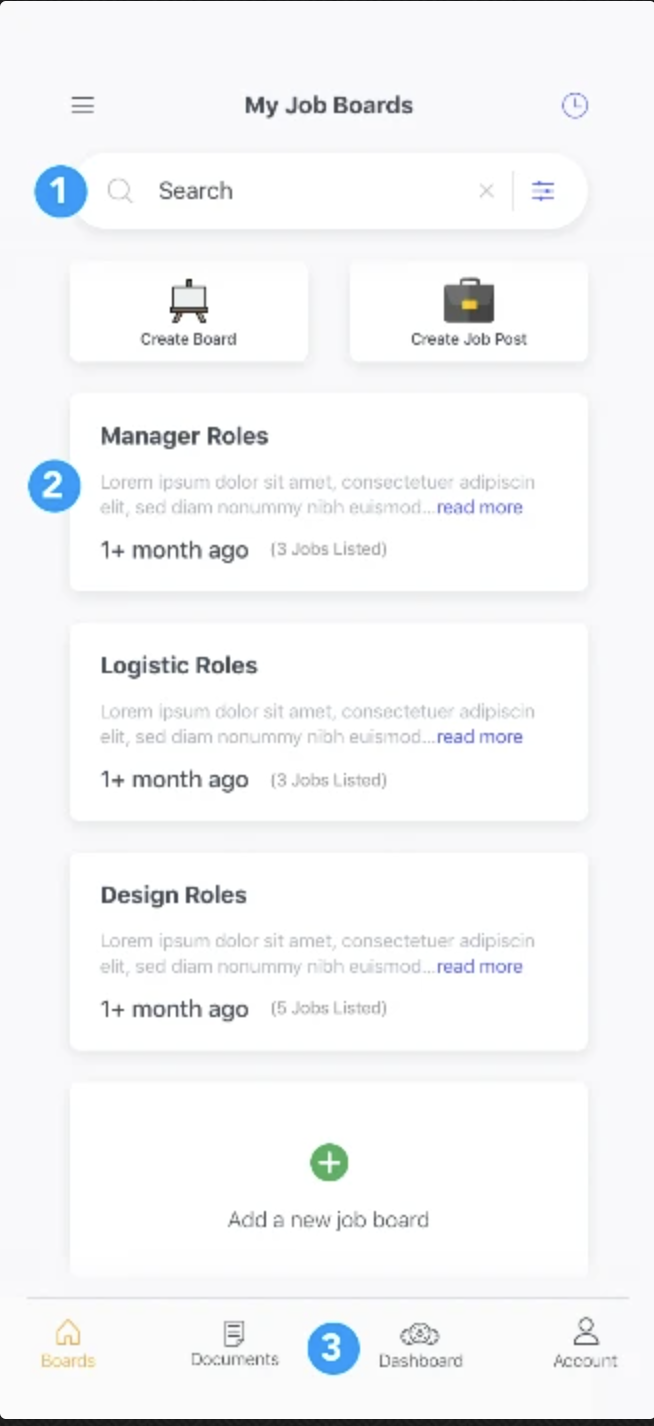 My Job Boards
1
Search
Create Board
Create Job Post
Manager Roles
Lorem ipsum dolor sit amet, consectetuer adipiscin
elit, sed diam nonummy nibh euismod...read more
1+ month ago (3 Jobs Listed)
2
Logistic Roles
Lorem ipsum dolor sit amet, consectetuer adipiscin
elit, sed diam nonummy nibh euismod...read more
1+ month ago (3 Jobs Listed)
Design Roles
Lorem ipsum dolor sit amet, consectetuer adipiscin
elit, sed diam nonummy nibh euismod...read more
1+ month ago (5 Jobs Listed)
Add a new job board
Boards
Documents
3
Dashboard
Account